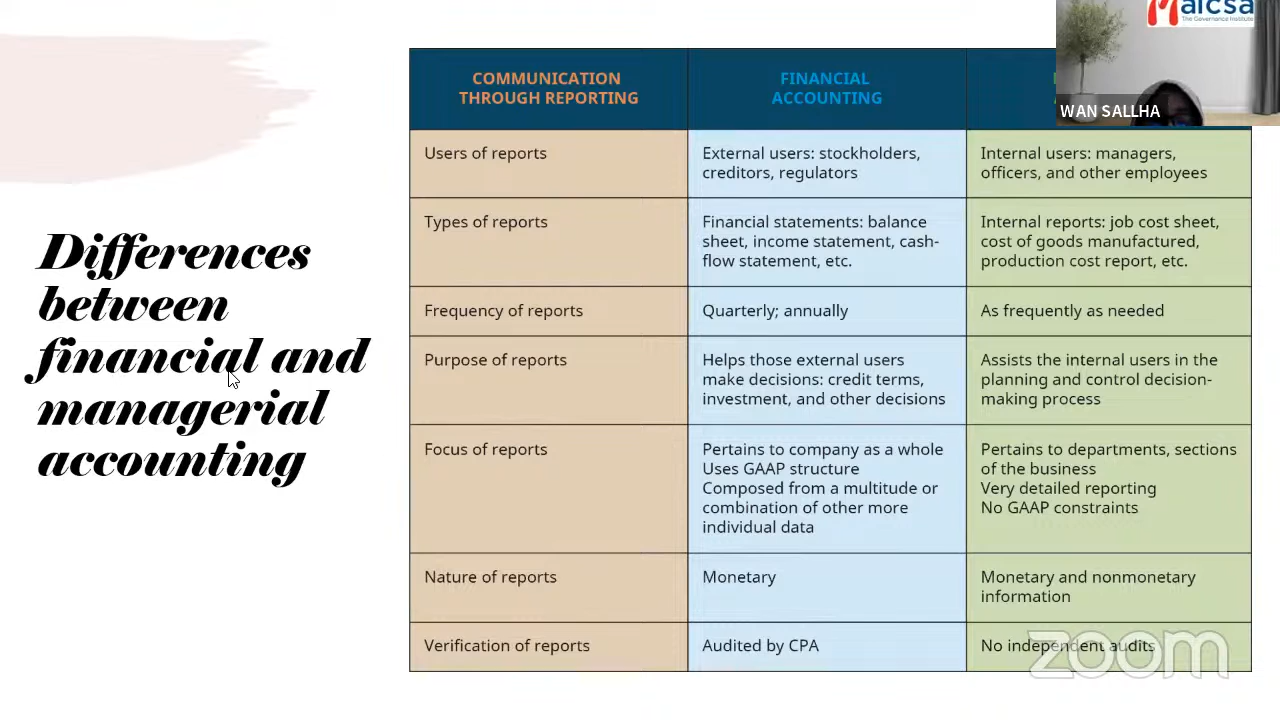 Maicsa
The Governance Institute
WAN SALLHA
Differences
between
financial and
managerial
accounting
COMMUNICATION
THROUGH REPORTING
FINANCIAL
ACCOUNTING
Users of reports
External users: stockholders,
creditors, regulators
Internal users: managers,
officers, and other employees
Types of reports
Financial statements: balance
sheet, income statement, cash-
flow statement, etc.
Internal reports: job cost sheet,
cost of goods manufactured,
production cost report, etc.
Frequency of reports
Quarterly; annually
As frequently as needed
Purpose of reports
Helps those external users
make decisions: credit terms,
investment, and other decisions
Assists the internal users in the
planning and control decision-
making process
Focus of reports
Pertains to company as a whole
Uses GAAP structure
Composed from a multitude or
combination of other more
individual data
Pertains to departments, sections
of the business
Very detailed reporting
No GAAP constraints
Nature of reports
Monetary
Monetary and nonmonetary
information
Verification of reports
Audited by CPA
No independent audits
zoom